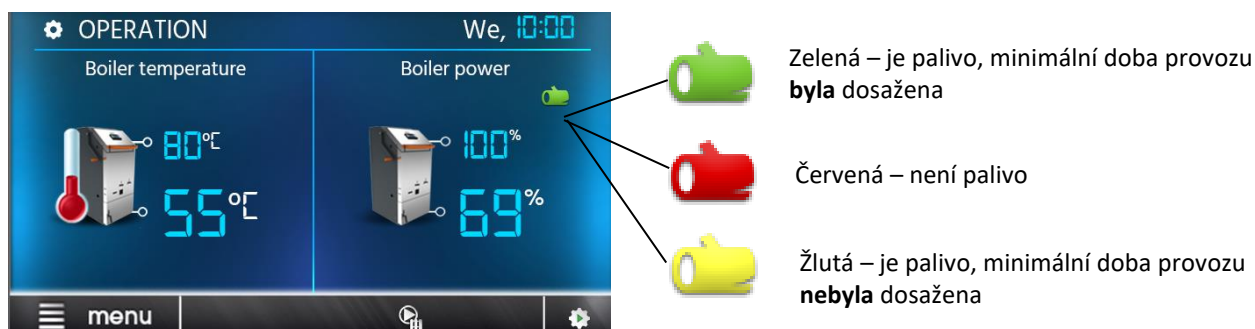 OPERATION
We, 10:00
Boiler temperature
Boiler power
80°C
100%
55°C
69%
menu
Zelená – je palivo, minimální doba provozu
byla dosažena
Červená – není palivo
Žlutá – je palivo, minimální doba provozu
nebyla dosažena